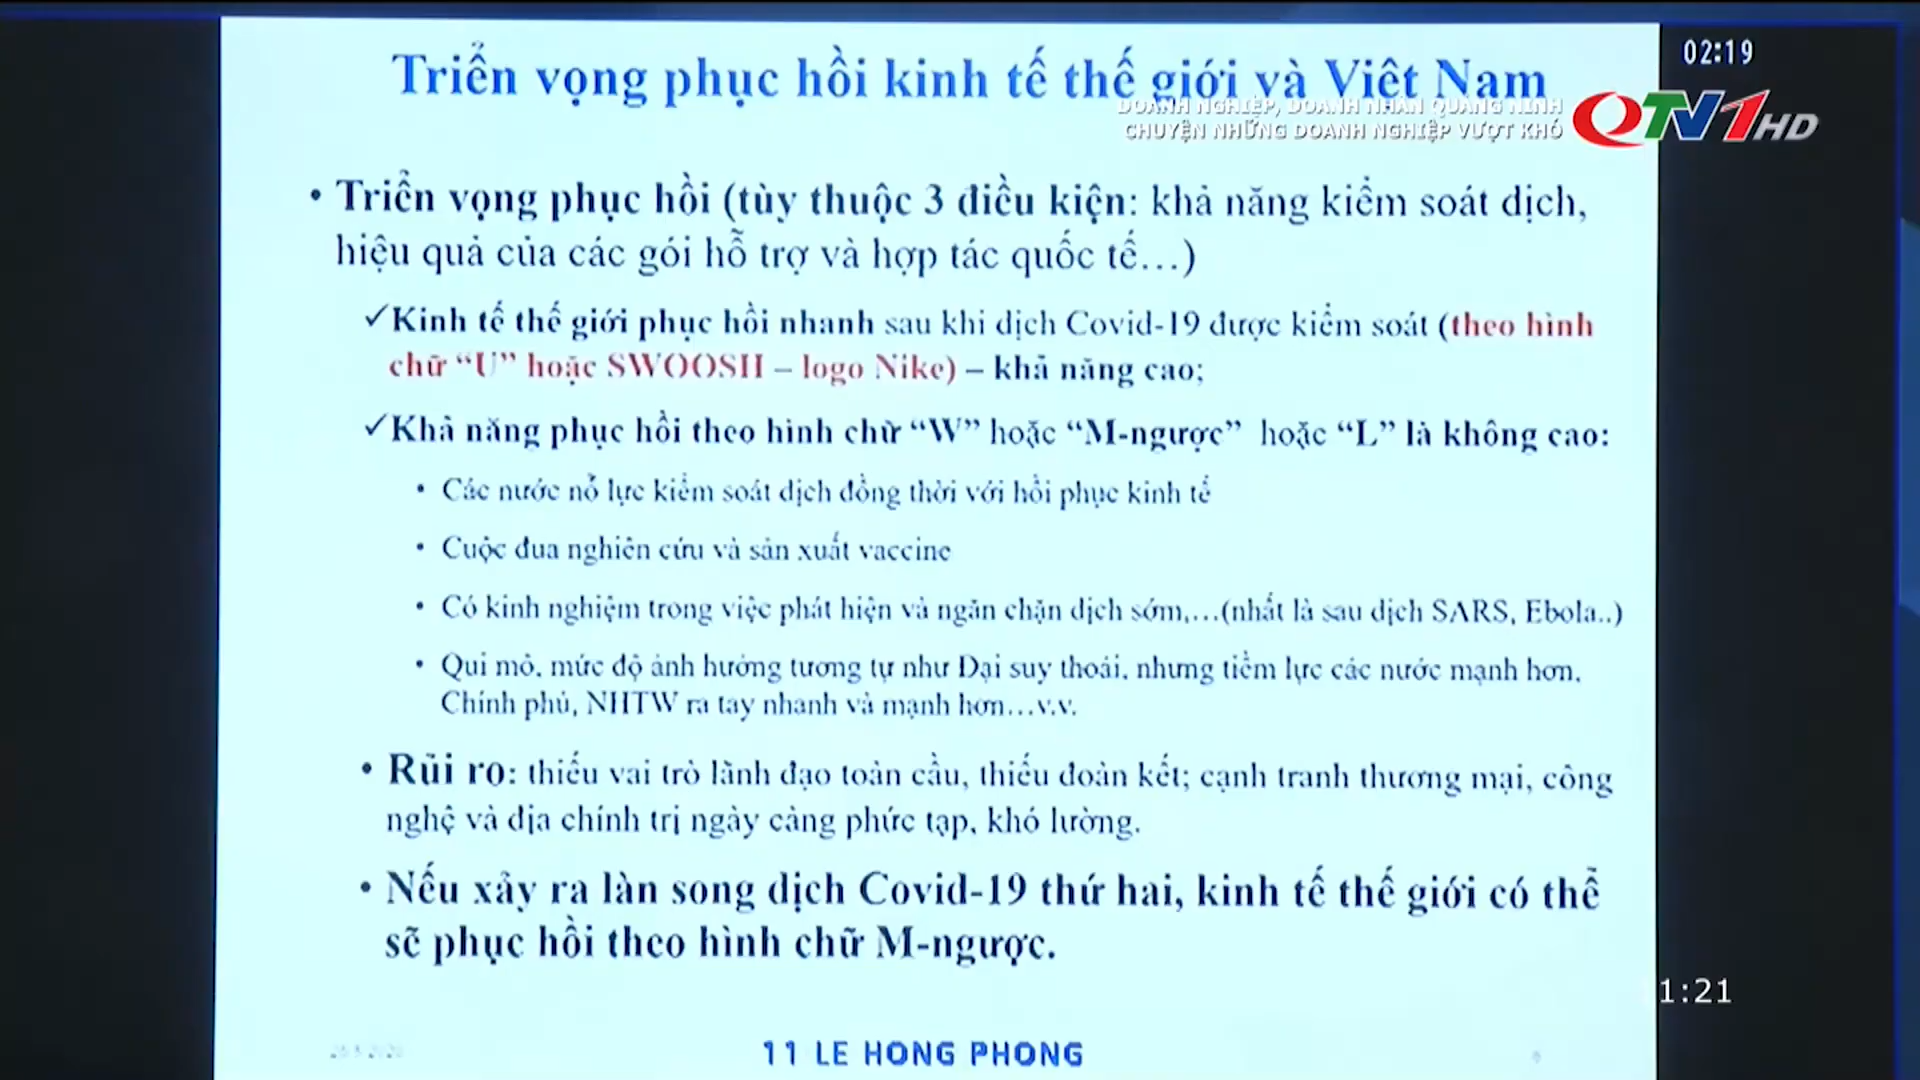 Triển vọng phục hồi kinh tế thế giới và Việt Nam
02:19
DOANH NGHIỆP, DOANH NHÂN QUẢNG NINH
CHUYỆN NHỮNG DOANH NGHIỆP VƯỢT KHÓ
QTV1HD
• Triển vọng phục hồi (tùy thuộc 3 điều kiện: khả năng kiểm soát dịch,
hiệu quả của các gói hỗ trợ và hợp tác quốc tế…)
✓Kinh tế thế giới phục hồi nhanh sau khi dịch Covid-19 được kiểm soát (theo hình
chữ “U” hoặc SWOOSH – logo Nike) – khả năng cao;
✓Khả năng phục hồi theo hình chữ “W” hoặc “M-ngược” hoặc “L” là không cao:
• Các nước nỗ lực kiểm soát dịch đồng thời với hồi phục kinh tế
• Cuộc đua nghiên cứu và sản xuất vaccine
• Có kinh nghiệm trong việc phát hiện và ngăn chặn dịch sớm,…(nhất là sau dịch SARS, Ebola..)
• Qui mô, mức độ ảnh hưởng tương tự như Đại suy thoái, nhưng tiềm lực các nước mạnh hơn,
Chính phủ, NHTW ra tay nhanh và mạnh hơn…v.v.
• Rủi ro: thiếu vai trò lãnh đạo toàn cầu, thiếu đoàn kết; cạnh tranh thương mại, công
nghệ và địa chính trị ngày càng phức tạp, khó lường.
• Nếu xảy ra làn song dịch Covid-19 thứ hai, kinh tế thế giới có thể
sẽ phục hồi theo hình chữ M-ngược.
1:21
11 LE HONG PHONG